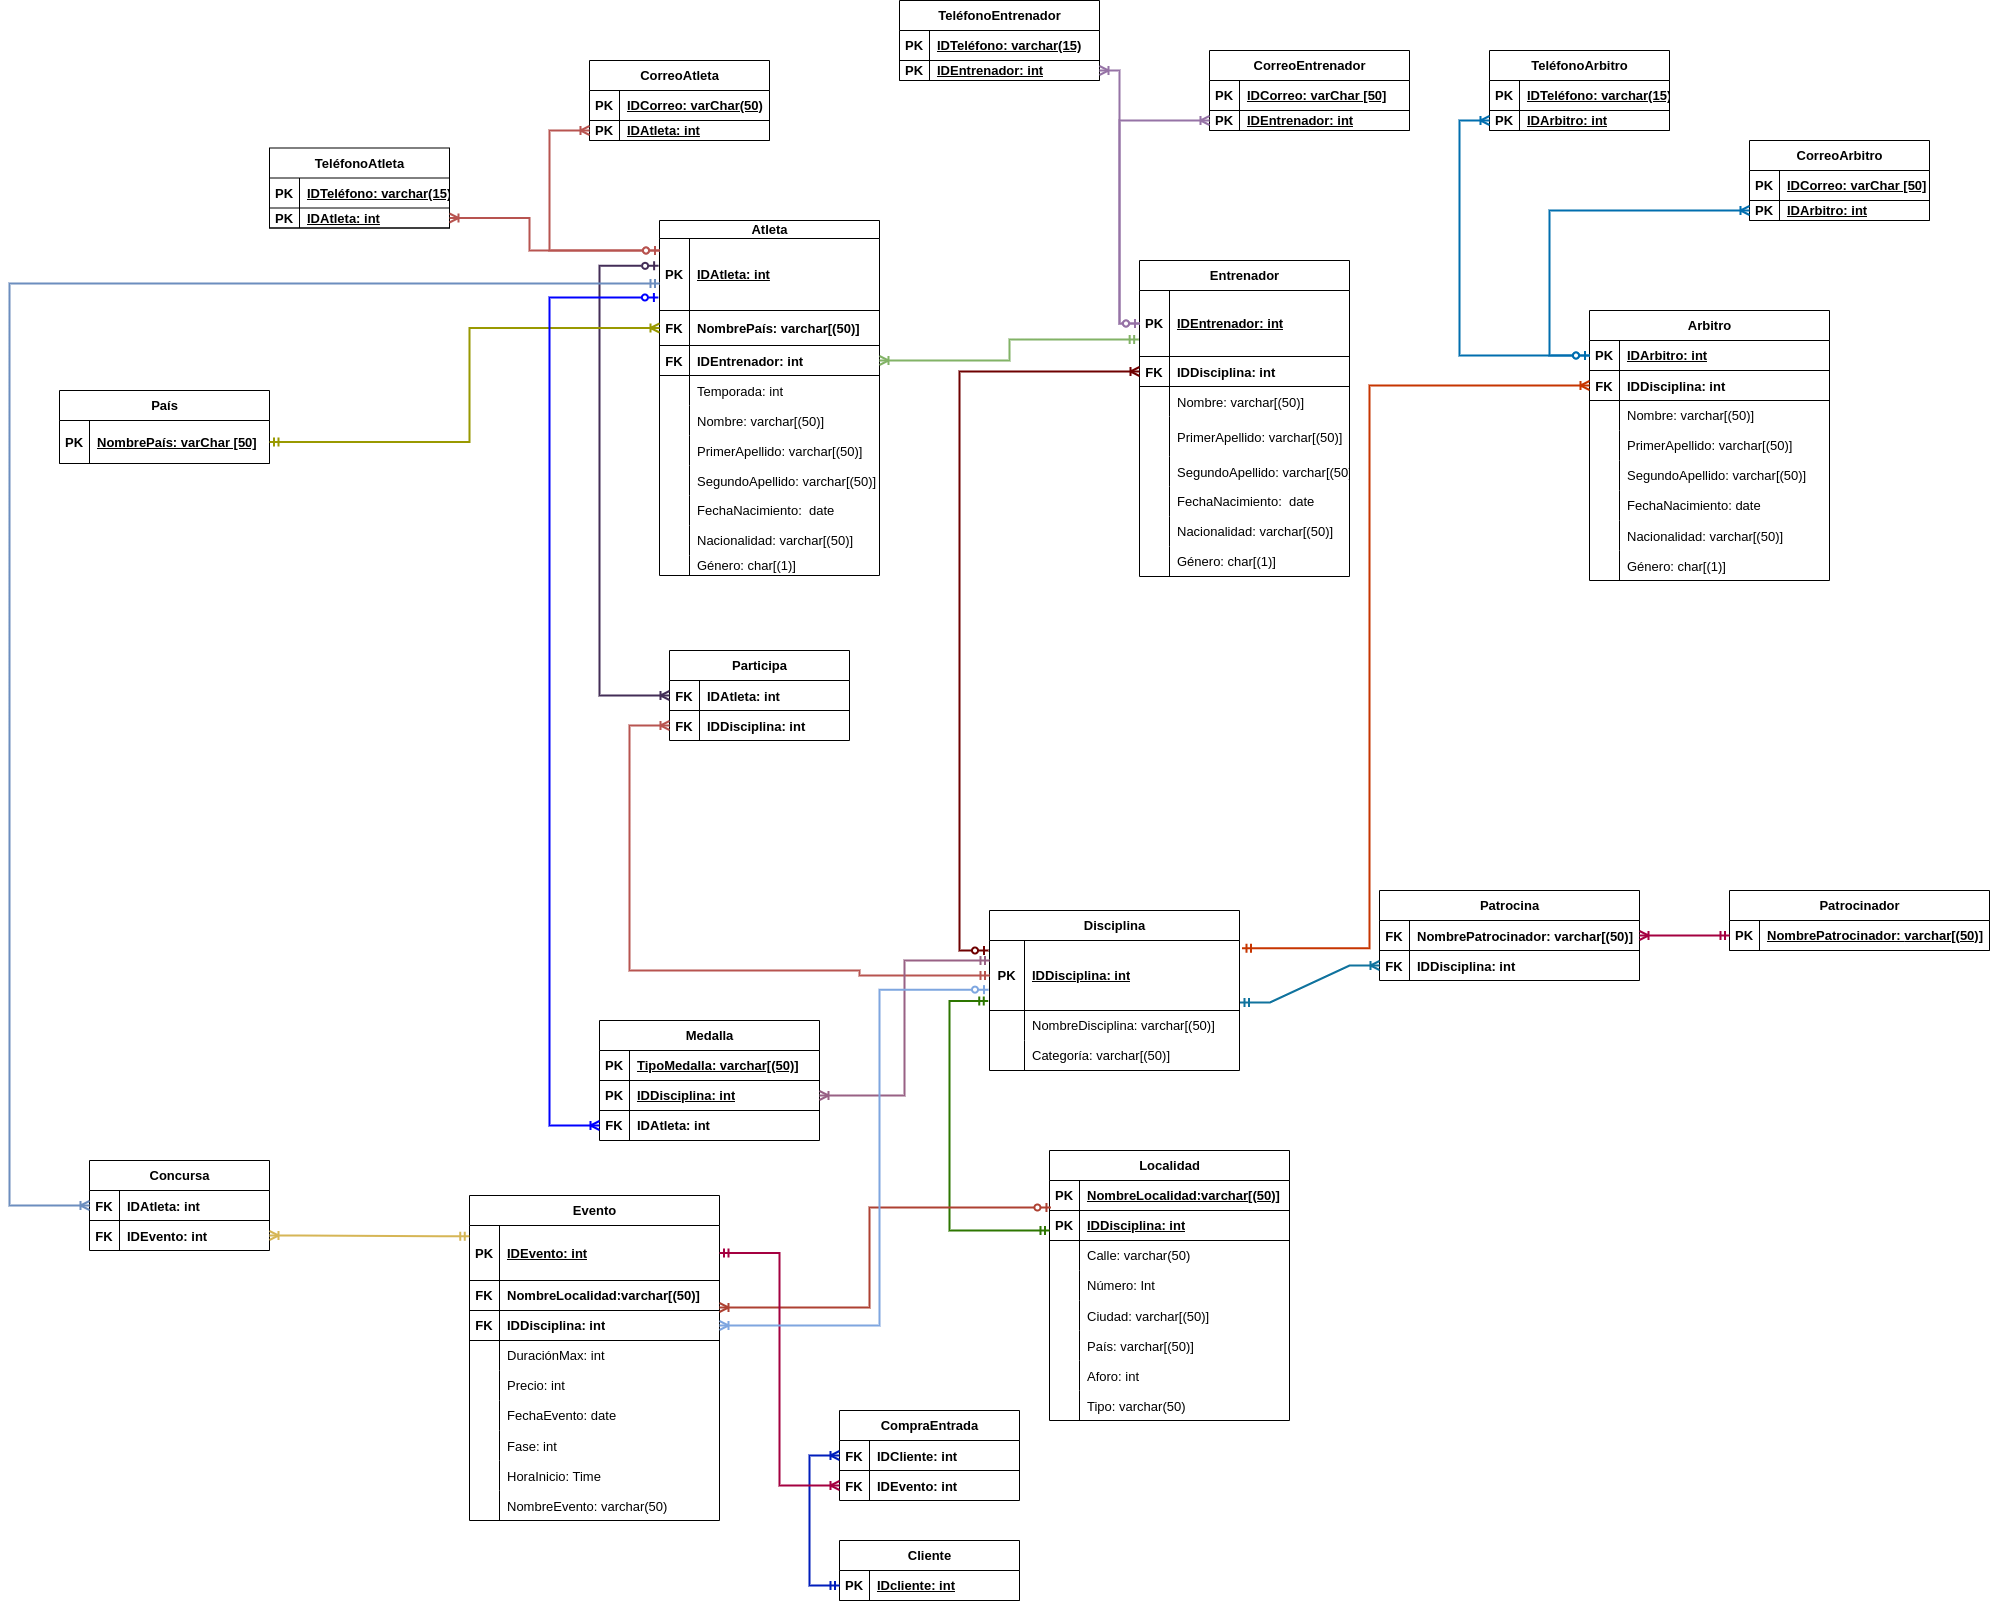 TeléfonoEntrenador
PK IDTeléfono: varchar(15)
PK IDEntrenador: int
CorreoAtleta
PK IDCorreo: varChar(50)
PK IDAtleta: int
CorreoEntrenador
PK IDCorreo: varChar [50]
PK IDEntrenador: int
TeléfonoArbitro
PK IDTeléfono: varchar(15)
PK IDArbitro: int
TeléfonoAtleta
PK IDTeléfono: varchar(15)
PK IDAtleta: int
CorreoArbitro
PK IDCorreo: varChar [50]
PK IDArbitro: int
Atleta
PK IDAtleta: int
FK NombrePaís: varchar[(50)]
FK IDEntrenador: int
Temporada: int
Nombre: varchar[(50)]
PrimerApellido: varchar[(50)]
SegundoApellido: varchar[(50)]
FechaNacimiento:  date
Nacionalidad: varchar[(50)]
Género: char[(1)]
Entrenador
PK IDEntrenador: int
FK IDDisciplina: int
Nombre: varchar[(50)]
PrimerApellido: varchar[(50)]
SegundoApellido: varchar[(50
FechaNacimiento:  date
Nacionalidad: varchar[(50)]
Género: char[(1)]
Arbitro
PK IDArbitro: int
FK IDDisciplina: int
Nombre: varchar[(50)]
PrimerApellido: varchar[(50)]
SegundoApellido: varchar[(50)]
FechaNacimiento: date
Nacionalidad: varchar[(50)]
Género: char[(1)]
País
PK NombrePaís: varChar [50]
Participa
FK IDAtleta: int
FK IDDisciplina: int
Disciplina
PK IDDisciplina: int
NombreDisciplina: varchar[(50)]
Categoría: varchar[(50)]
Patrocina
FK NombrePatrocinador: varchar[(50)]
FK IDDisciplina: int
Patrocinador
PK NombrePatrocinador: varchar[(50)]
Medalla
PK TipoMedalla: varchar[(50)]
PK IDDisciplina: int
FK IDAtleta: int
Concursa
FK IDAtleta: int
FK IDEvento: int
Evento
PK IDEvento: int
FK NombreLocalidad:varchar[(50)]
FK IDDisciplina: int
DuraciónMax: int
Precio: int
FechaEvento: date
Fase: int
HoraInicio: Time
NombreEvento: varchar(50)
Localidad
PK NombreLocalidad:varchar[(50)]
PK IDDisciplina: int
Calle: varchar(50)
Número: Int
Ciudad: varchar[(50)]
País: varchar[(50)]
Aforo: int
Tipo: varchar(50)
CompraEntrada
FK IDCliente: int
FK IDEvento: int
Cliente
PK IDcliente: int